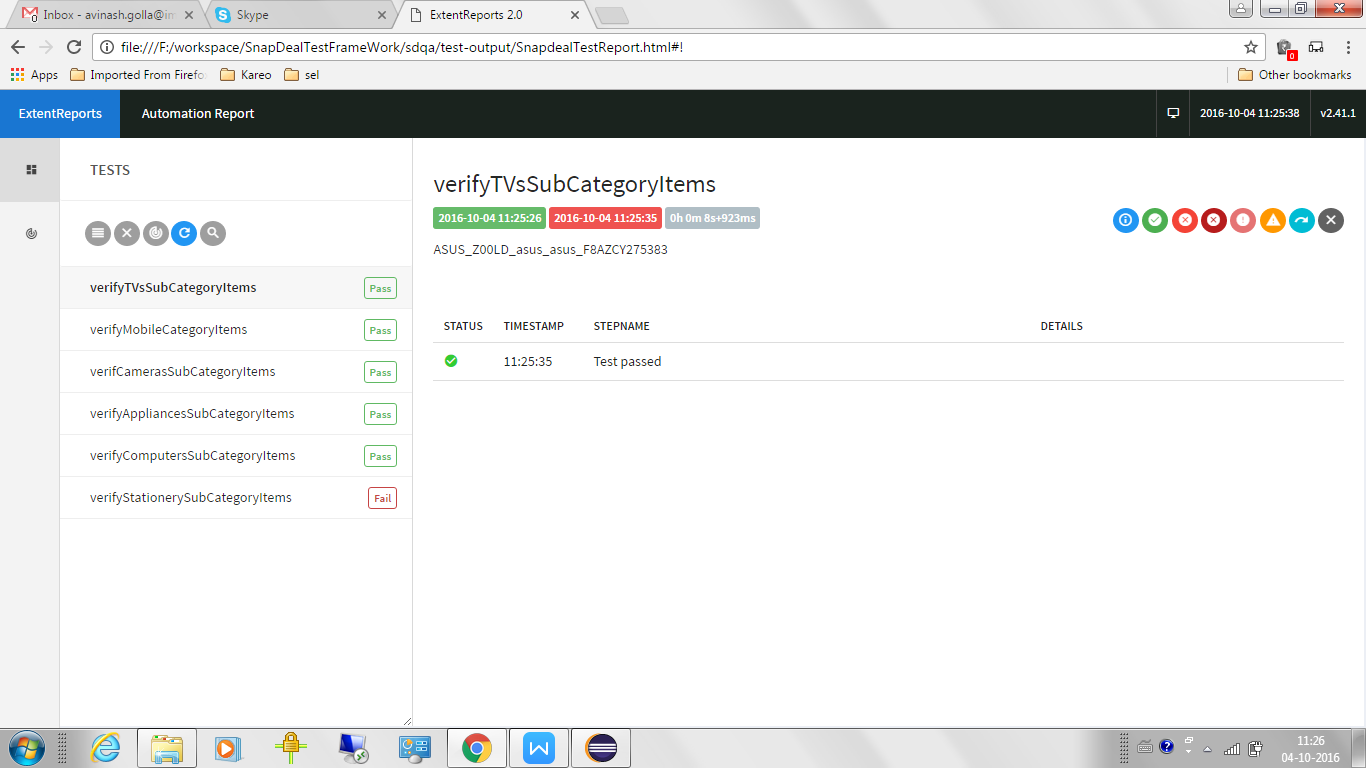 Inbox - avinash.golla@im
Skype
ExtentReports 2.0
file:///F:/workspace/SnapDealTestFrameWork/sdqa/test-output/SnapdealTestReport.html#!
0
Apps
Imported From Firefo
Kareo
sel
Other bookmarks
ExtentReports
Automation Report
2016-10-04 11:25:38
v2.41.1
TESTS
verifyTVsSubCategoryItems
Pass
verifyMobileCategoryItems
Pass
verifCamerasSubCategoryItems
Pass
verifyAppliancesSubCategoryItems
Pass
verifyComputersSubCategoryItems
Pass
verifyStationerySubCategoryItems
Fail
verifyTVsSubCategoryItems
2016-10-04 11:25:26
2016-10-04 11:25:35
0h 0m 8s+923ms
ASUS_Z00LD_asus_asus_F8AZCY275383
STATUS TIMESTAMP STEPNAME DETAILS
11:25:35 Test passed
11:26
04-10-2016